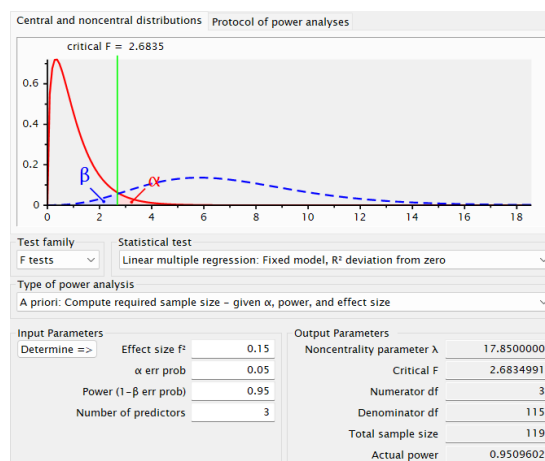 Central and noncentral distributions Protocol of power analyses
critical F = 2.6835
0.6
0.4
0.2
0
β α
0 2 4 6 8 10 12 14 16 18
Test family Statistical test
F tests Linear multiple regression: Fixed model, R² deviation from zero
Type of power analysis
A priori: Compute required sample size – given α, power, and effect size
Input Parameters Output Parameters
Determine => Effect size f² 0.15 Noncentrality parameter λ 17.8500000
α err prob 0.05 Critical F 2.6834991
Power (1-β err prob) 0.95 Numerator df 3
Number of predictors 3 Denominator df 115
Total sample size 119
Actual power 0.9509602